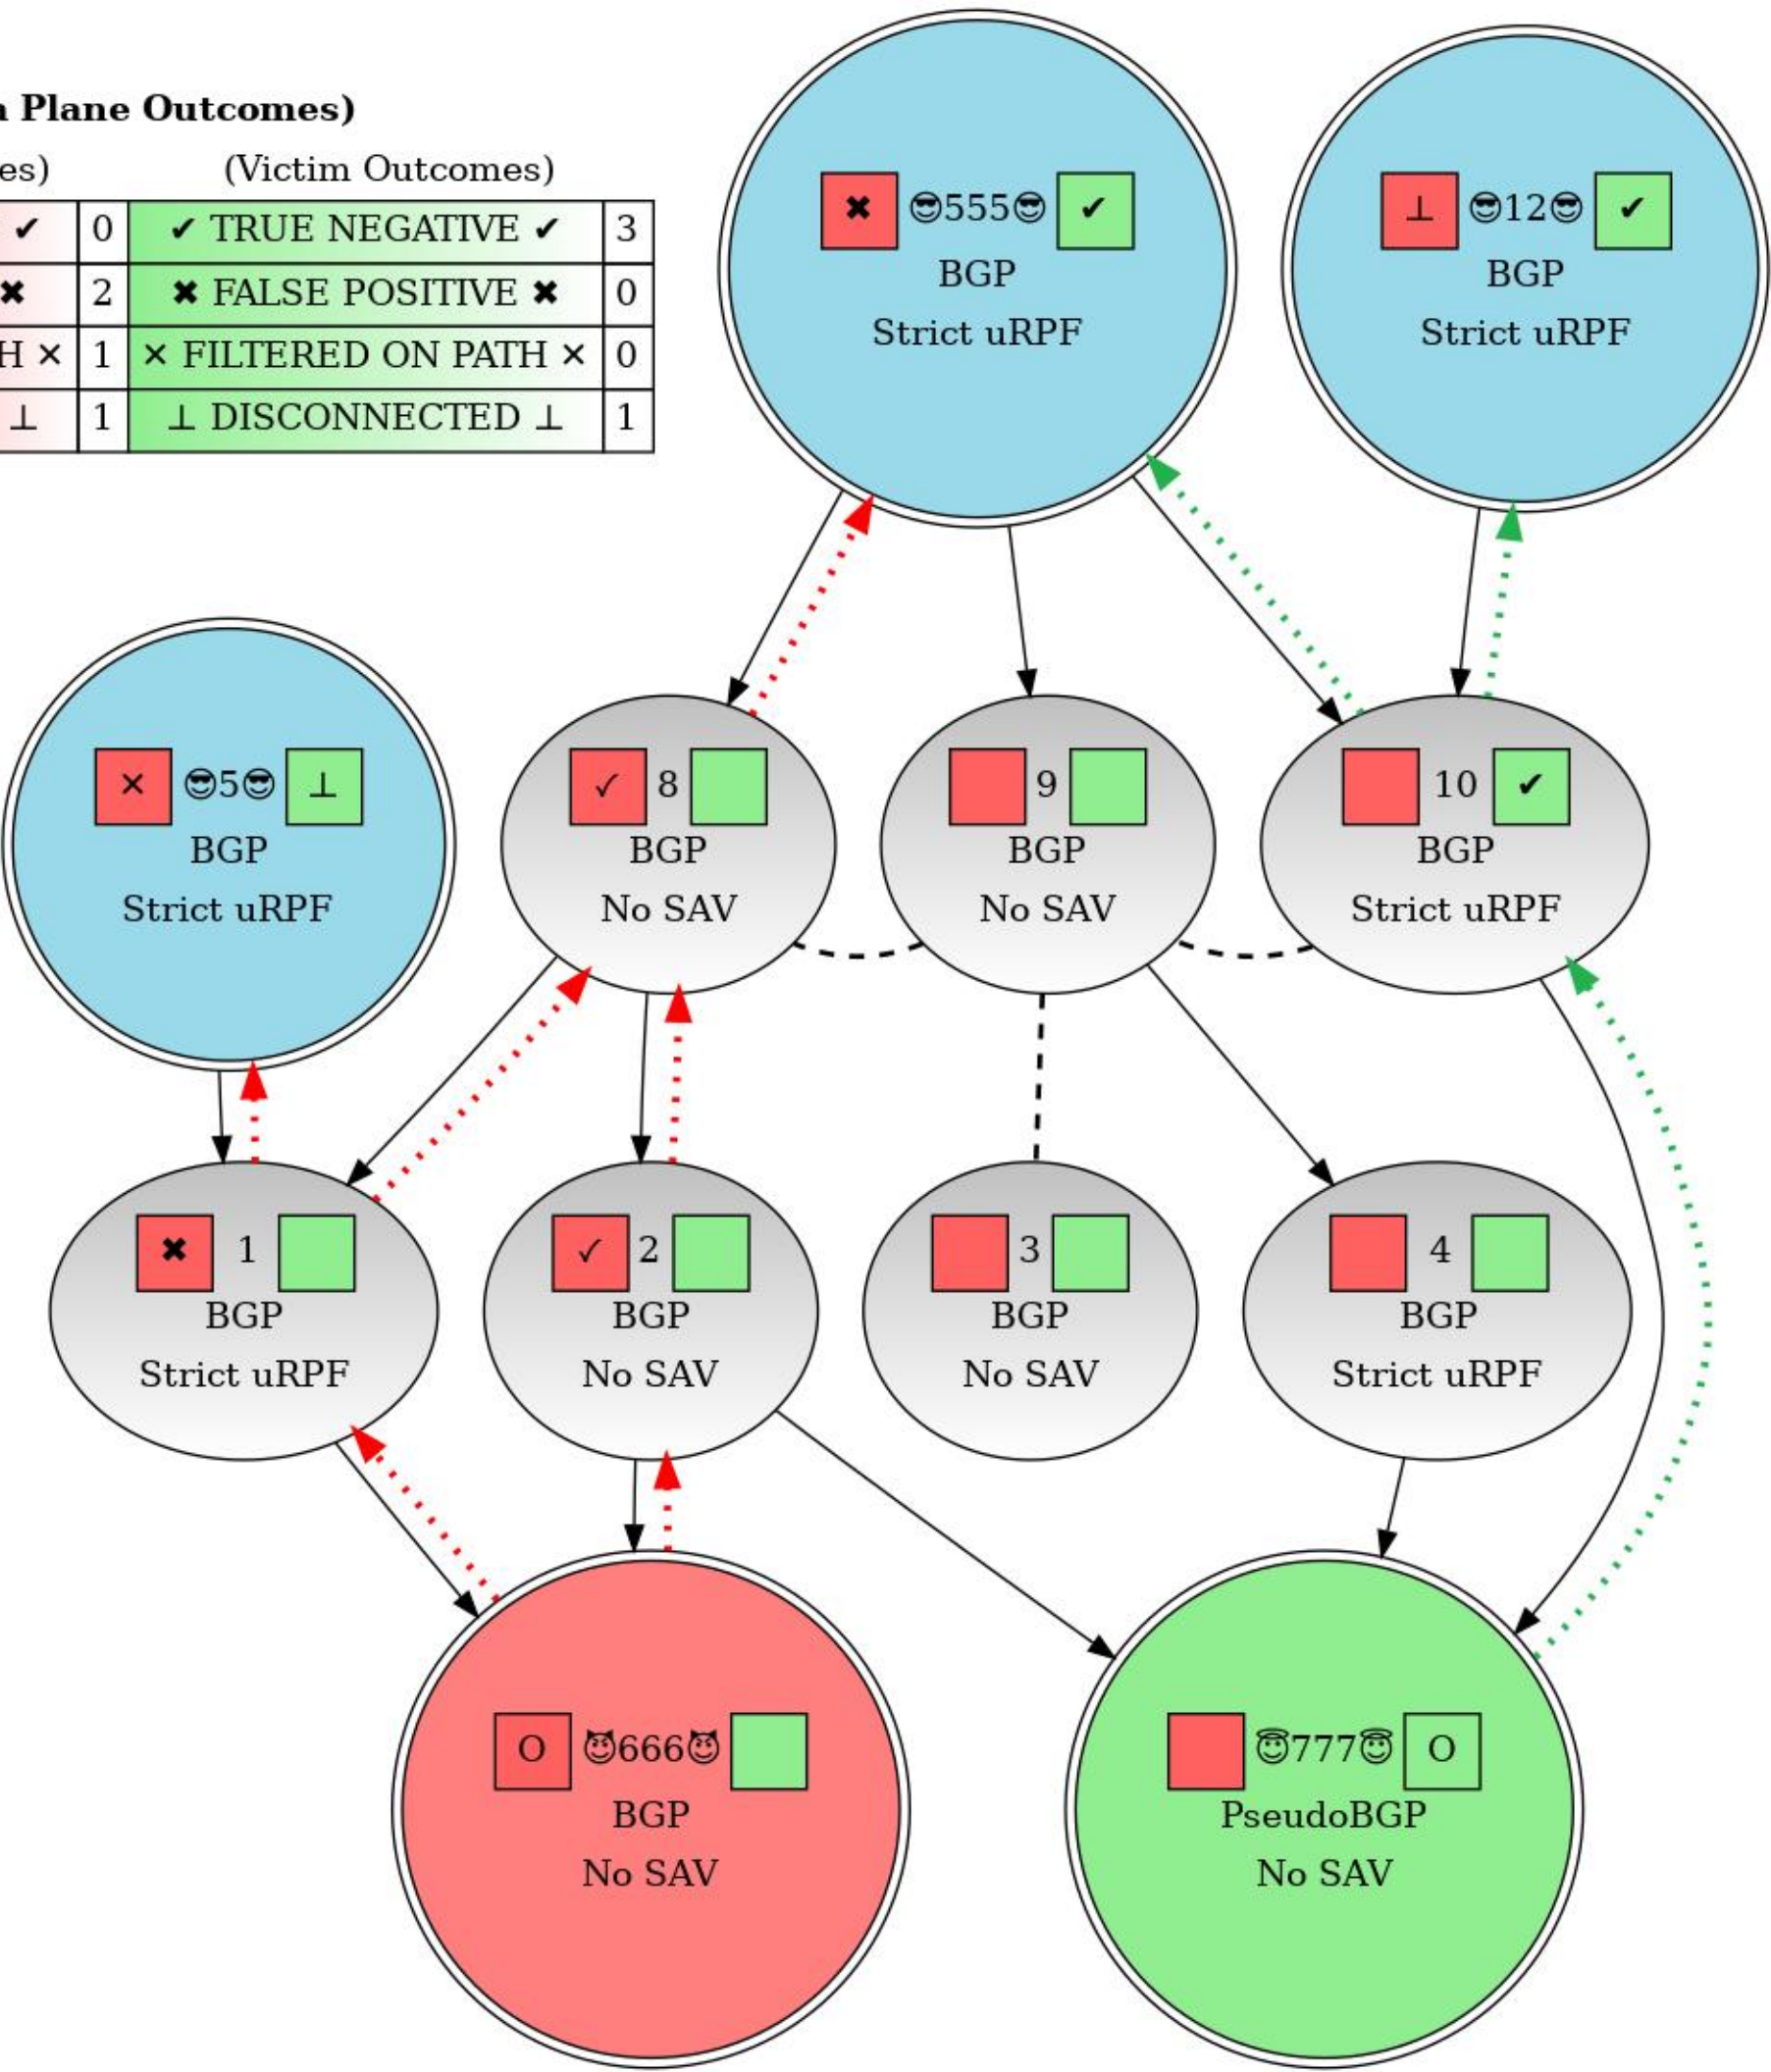 Plane Outcomes)
(Victim Outcomes)
✔ 0 ✔ TRUE NEGATIVE ✔ 3
✖ 2 ✖ FALSE POSITIVE ✖ 0
✕ 1 ✕ FILTERED ON PATH ✕ 0
⊥ 1 ⊥ DISCONNECTED ⊥ 1
✖ 😎555😎 ✔
BGP
Strict uRPF
⊥ 😎12😎 ✔
BGP
Strict uRPF
✕ 😎5😎 ⊥
BGP
Strict uRPF
✓ 8
BGP
No SAV
9
BGP
No SAV
10 ✔
BGP
Strict uRPF
✖ 1
BGP
Strict uRPF
✓ 2
BGP
No SAV
3
BGP
No SAV
4
BGP
Strict uRPF
O 😈666😈
BGP
No SAV
😇777😇 O
PseudoBGP
No SAV